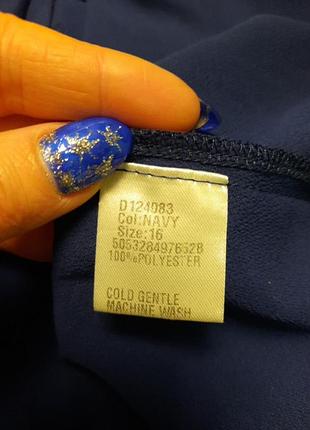 D124083
Col:NAVY
Size:16
5053284976528
100%POLYESTER
COLD GENTLE
MACHINE WASH